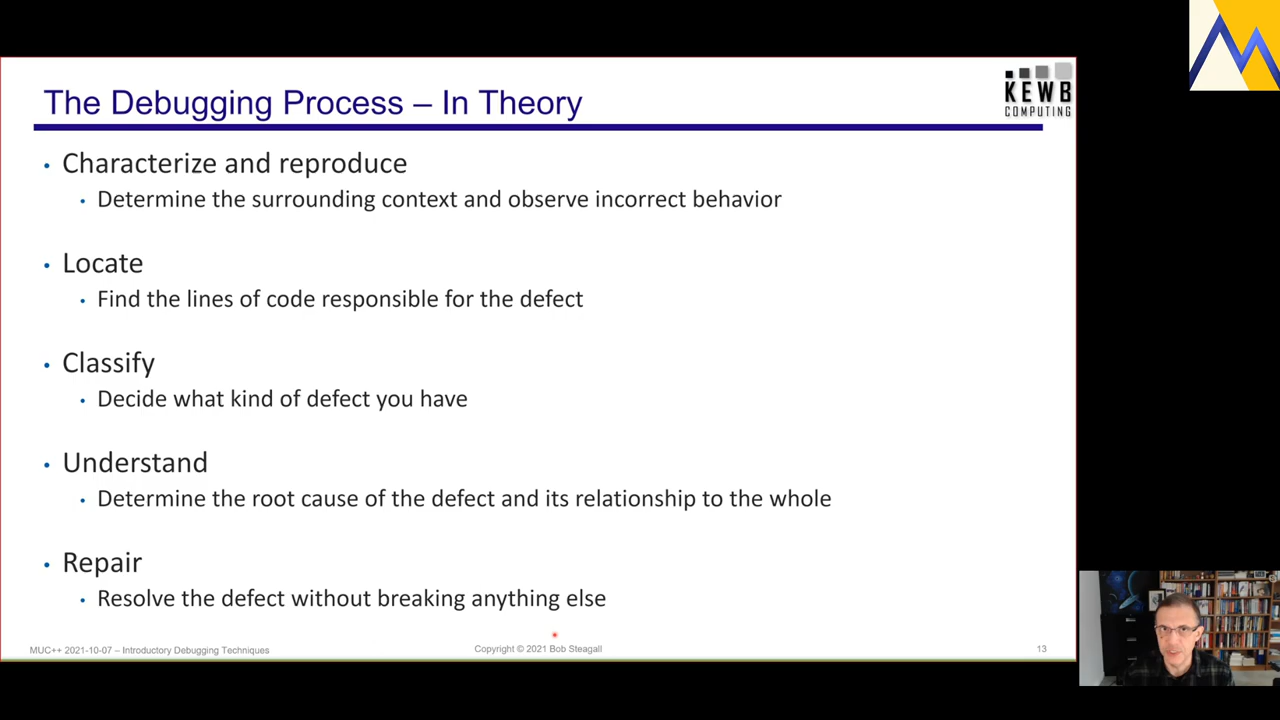 The Debugging Process – In Theory
KEWB
COMPUTING
• Characterize and reproduce
• Determine the surrounding context and observe incorrect behavior
• Locate
• Find the lines of code responsible for the defect
• Classify
• Decide what kind of defect you have
• Understand
• Determine the root cause of the defect and its relationship to the whole
• Repair
• Resolve the defect without breaking anything else
MUC++ 2021-10-07 – Introductory Debugging Techniques
Copyright © 2021 Bob Steagall
13